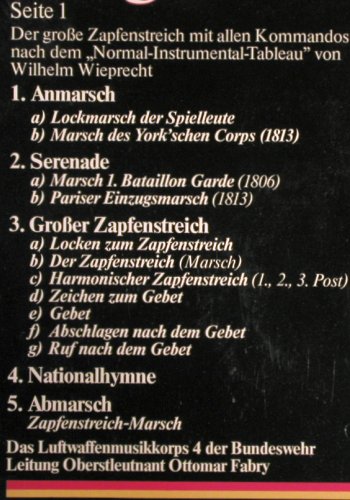 Seite 1
Der große Zapfenstreich mit allen Kommandos
nach dem „Normal-Instrumental-Tableau” von
Wilhelm Wieprecht
1. Anmarsch
a) Lockmarsch der Spielleute
b) Marsch des York'schen Corps (1813)
2. Serenade
a) Marsch 1. Bataillon Garde (1806)
b) Pariser Einzugsmarsch (1813)
3. Großer Zapfenstreich
a) Locken zum Zapfenstreich
b) Der Zapfenstreich (Marsch)
c) Harmonischer Zapfenstreich (1., 2., 3. Post)
d) Zeichen zum Gebet
e) Gebet
f) Abschlagen nach dem Gebet
g) Ruf nach dem Gebet
4. Nationalhymne
5. Abmarsch
Zapfenstreich-Marsch
Das Luftwaffenmusikkorps 4 der Bundeswehr
Leitung Oberstleutnant Ottomar Fabry